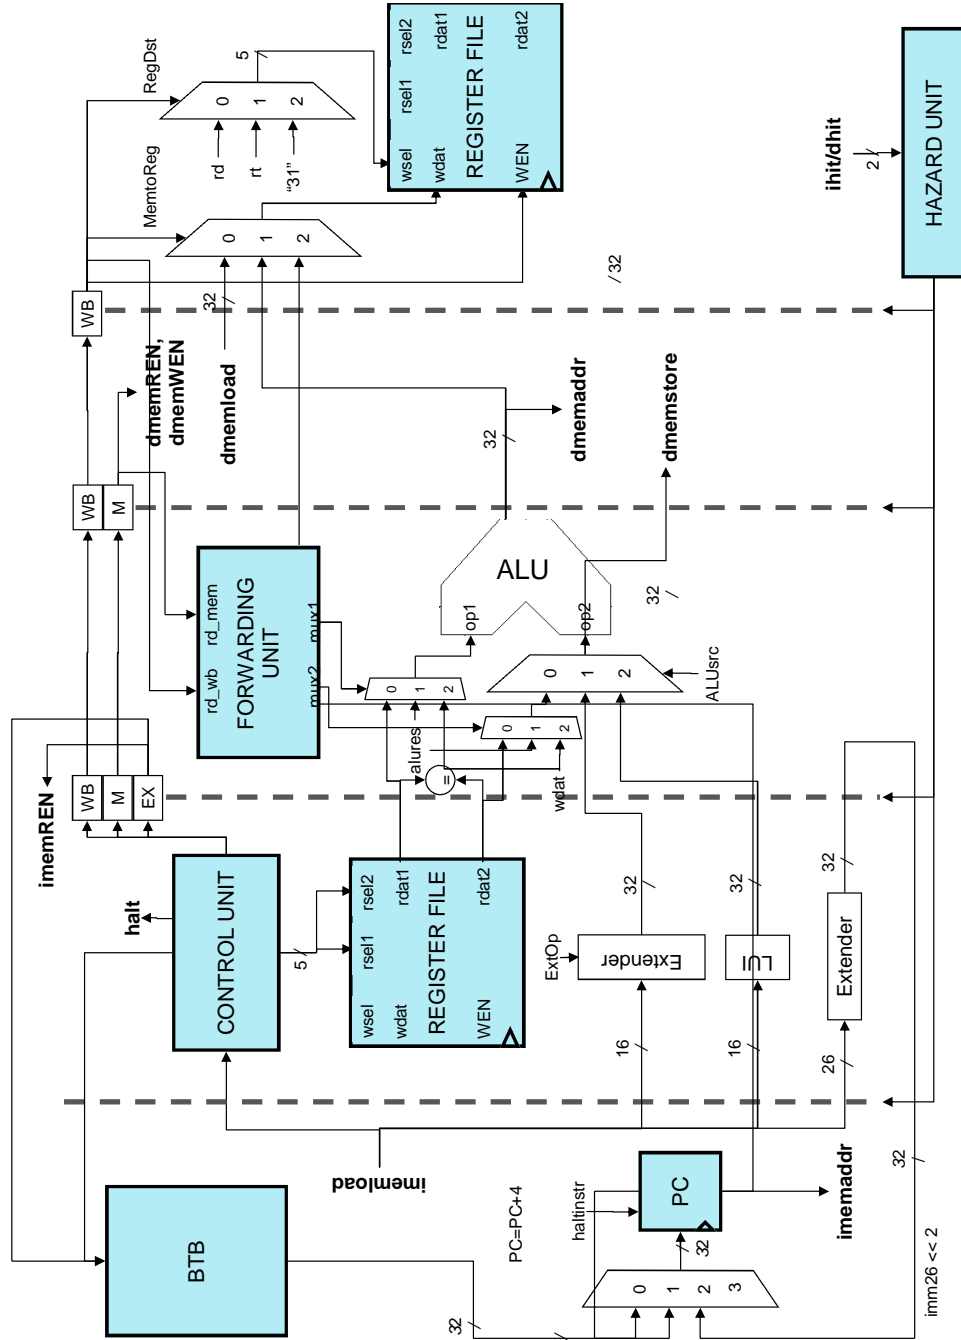 RegDst
0
1
2
rd
rt
"31"
5
MemtoReg
0
1
2
32
wsel
rsel1
rsel2
wdat
rdat1
REGISTER FILE
WEN
rdat2
/ 32
ihit/dhit
2
HAZARD UNIT
WB
dmemREN,
dmemWEN
dmemload
32
dmemaddr
dmemstore
WB
M
rd_wb
rd_mem
FORWARDING
UNIT
mux2
mux1
ALU
op1
op2
32
0
1
2
0
1
2
0
1
2
ALUsrc
alures
wdat
=
imemREN
WB
M
EX
halt
CONTROL UNIT
5
wsel
rsel1
rsel2
wdat
rdat1
REGISTER FILE
WEN
rdat2
ExtOp
Extender
32
16
LUI
32
16
Extender
32
26
imemload
BTB
32
PC=PC+4
haltinstr
PC
32
0
1
2
3
imemaddr
32
imm26 << 2